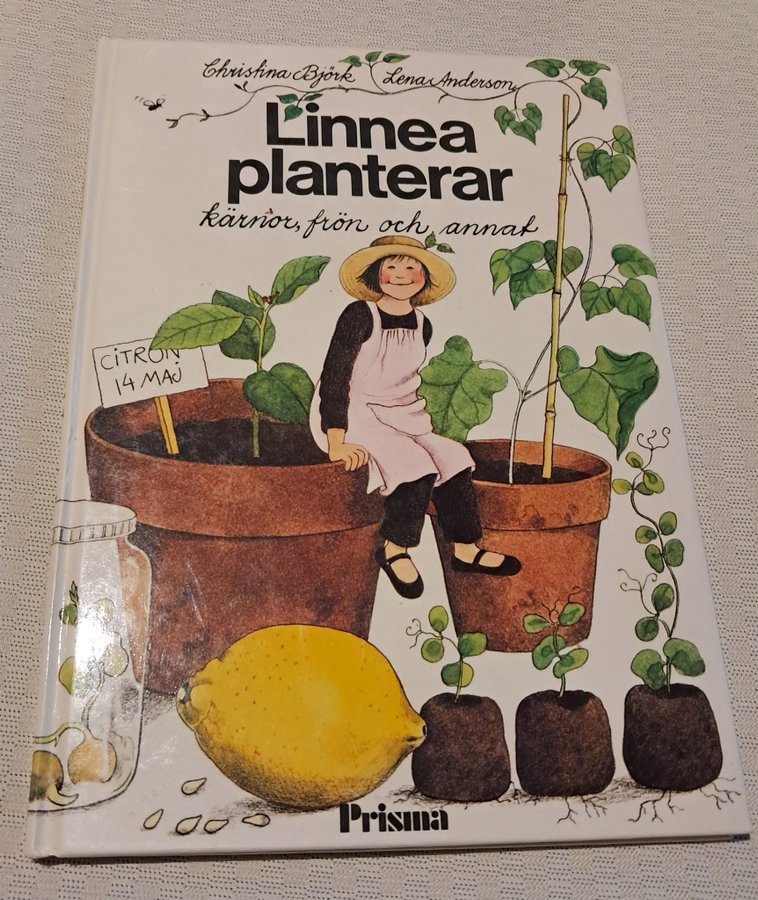 Christina Björk Lena Anderson
Linnea
planterar
kärnor, frön och annat
CiTRON
14 MAJ
Prisma